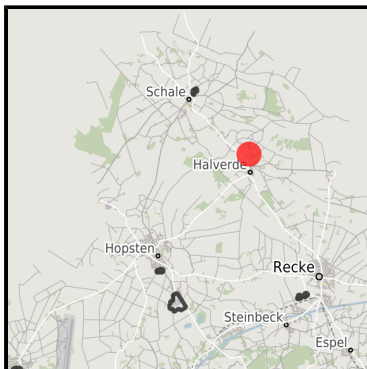 Schale
Halverde
Hopsten
Recke
Steinbeck
Espel